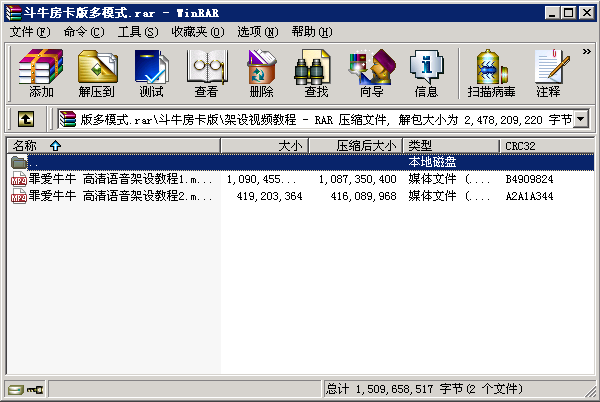 斗牛房卡版多模式.rar - WinRAR
文件(F) 命令(C) 工具(S) 收藏夹(O) 选项(N) 帮助(H)
添加 解压到 测试 查看 删除 查找 向导 信息 扫描病毒 注释 »
版多模式.rar\斗牛房卡版\架设视频教程 - RAR 压缩文件, 解包大小为 2,478,209,220 字节
名称 大小 压缩后大小 类型 CRC32
.. 本地磁盘
MP4 罪爱牛牛 高清语音架设教程1.m... 1,090,455... 1,087,350,400 媒体文件 (.... B4909824
MP4 罪爱牛牛 高清语音架设教程2.m... 419,203,364 416,089,968 媒体文件 (.... A2A1A344
总计 1,509,658,517 字节(2 个文件)